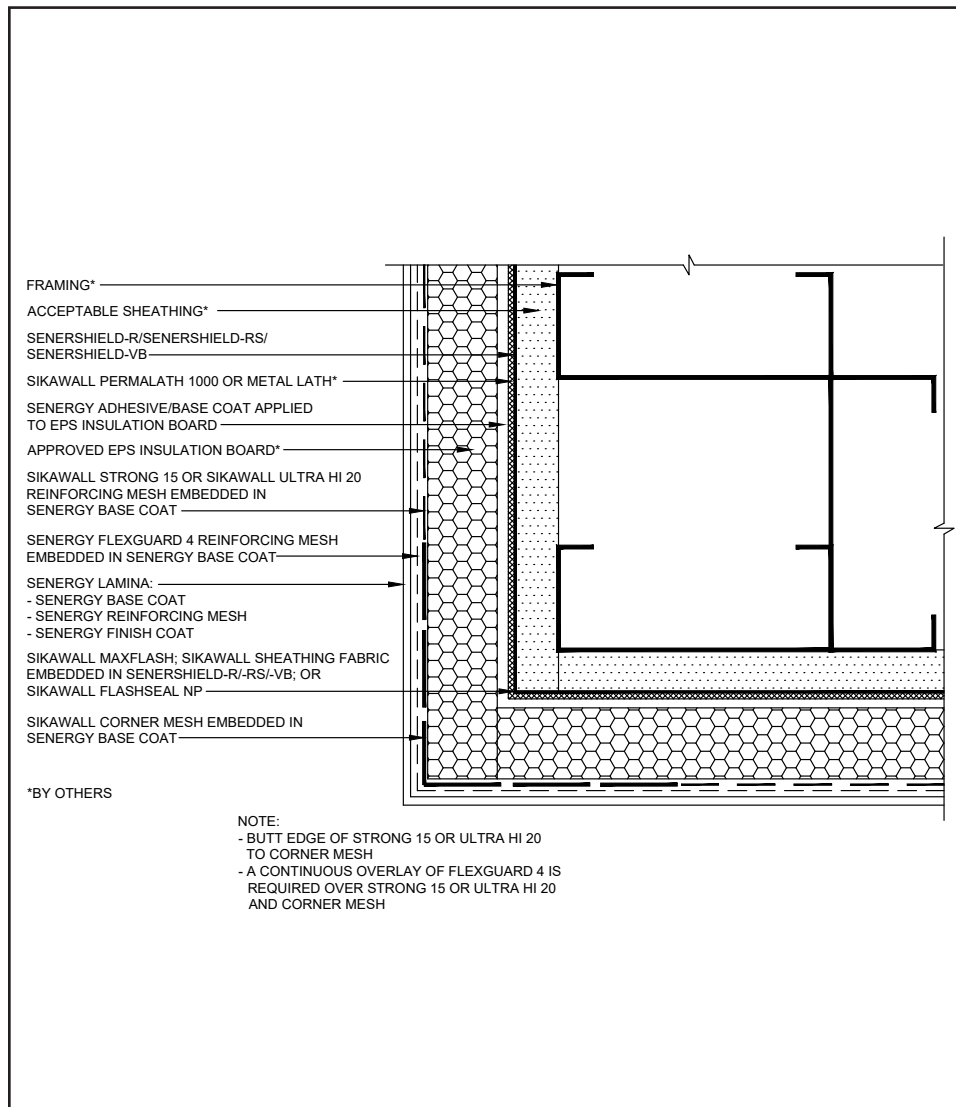 FRAMING*
ACCEPTABLE SHEATHING*
SENERSHIELD-R/SENERSHIELD-RS/
SENERSHIELD-VB
SIKAWALL PERMALATH 1000 OR METAL LATH*
SENERGY ADHESIVE/BASE COAT APPLIED
TO EPS INSULATION BOARD
APPROVED EPS INSULATION BOARD*
SIKAWALL STRONG 15 OR SIKAWALL ULTRA HI 20
REINFORCING MESH EMBEDDED IN
SENERGY BASE COAT
SENERGY FLEXGUARD 4 REINFORCING MESH
EMBEDDED IN SENERGY BASE COAT
SENERGY LAMINA:
- SENERGY BASE COAT
- SENERGY REINFORCING MESH
- SENERGY FINISH COAT
SIKAWALL MAXFLASH; SIKAWALL SHEATHING FABRIC
EMBEDDED IN SENERSHIELD-R/-RS/-VB; OR
SIKAWALL FLASHSEAL NP
SIKAWALL CORNER MESH EMBEDDED IN
SENERGY BASE COAT
*BY OTHERS
NOTE:
- BUTT EDGE OF STRONG 15 OR ULTRA HI 20
TO CORNER MESH
- A CONTINUOUS OVERLAY OF FLEXGUARD 4 IS
REQUIRED OVER STRONG 15 OR ULTRA HI 20
AND CORNER MESH